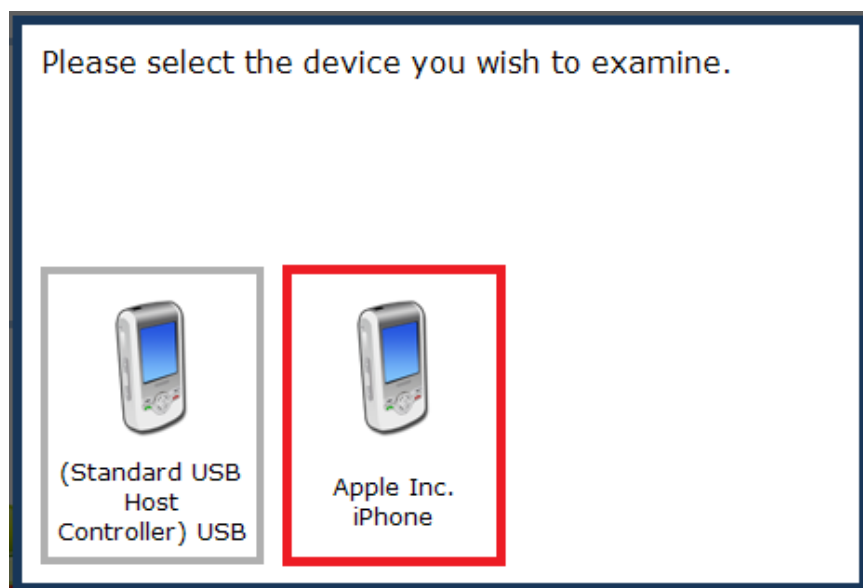 Please select the device you wish to examine.
(Standard USB
Host
Controller) USB
Apple Inc.
iPhone